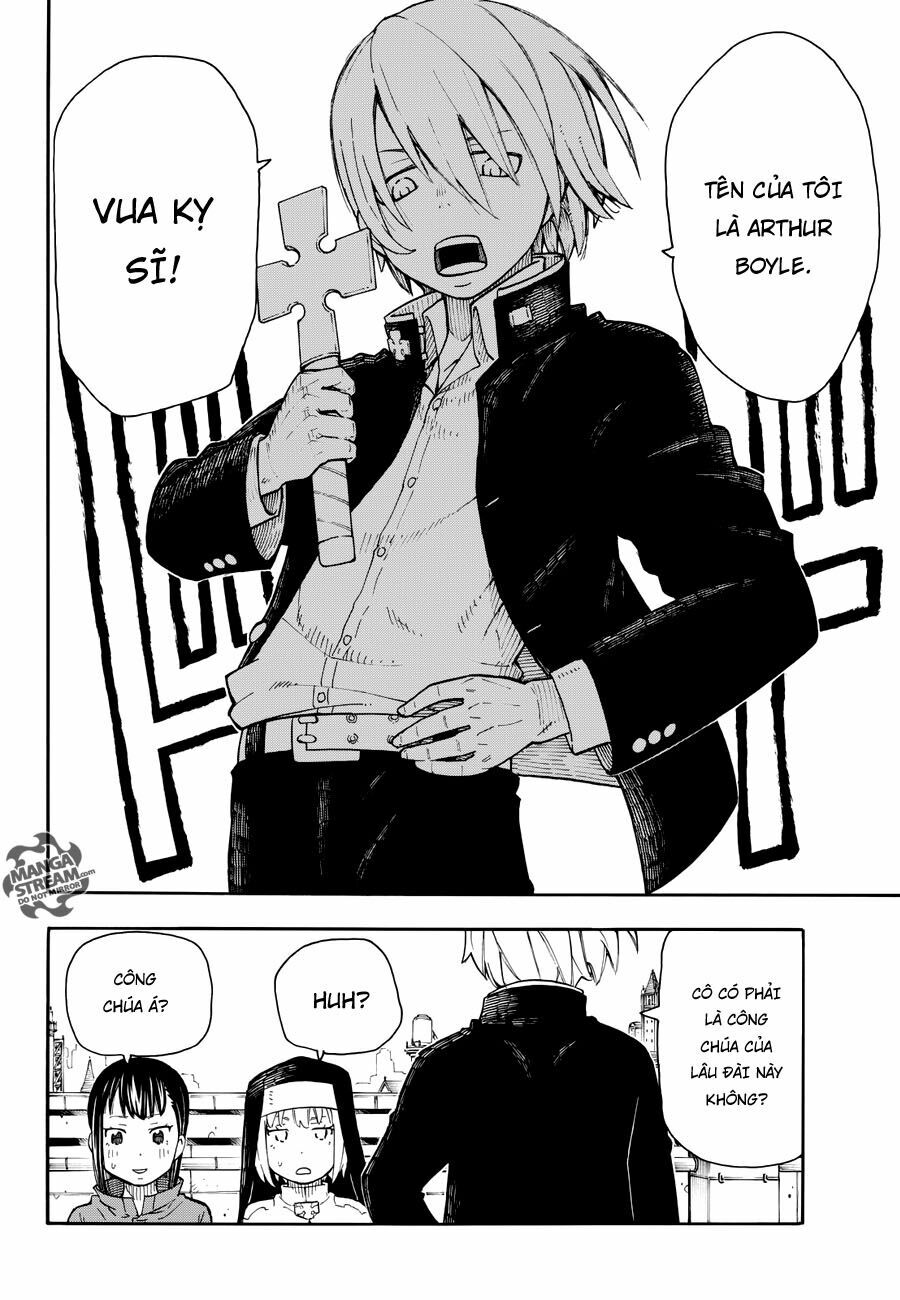 TÊN CỦA TÔI
LÀ ARTHUR
BOYLE.
VUA KỴ
SĨ!
MANGA
STREAM.com
DO NOT MIRROR
CÔ CÓ PHẢI
LÀ CÔNG
CHÚA CỦA
LÂU ĐÀI NÀY
KHÔNG?
HUH?
CÔNG
CHÚA Á?